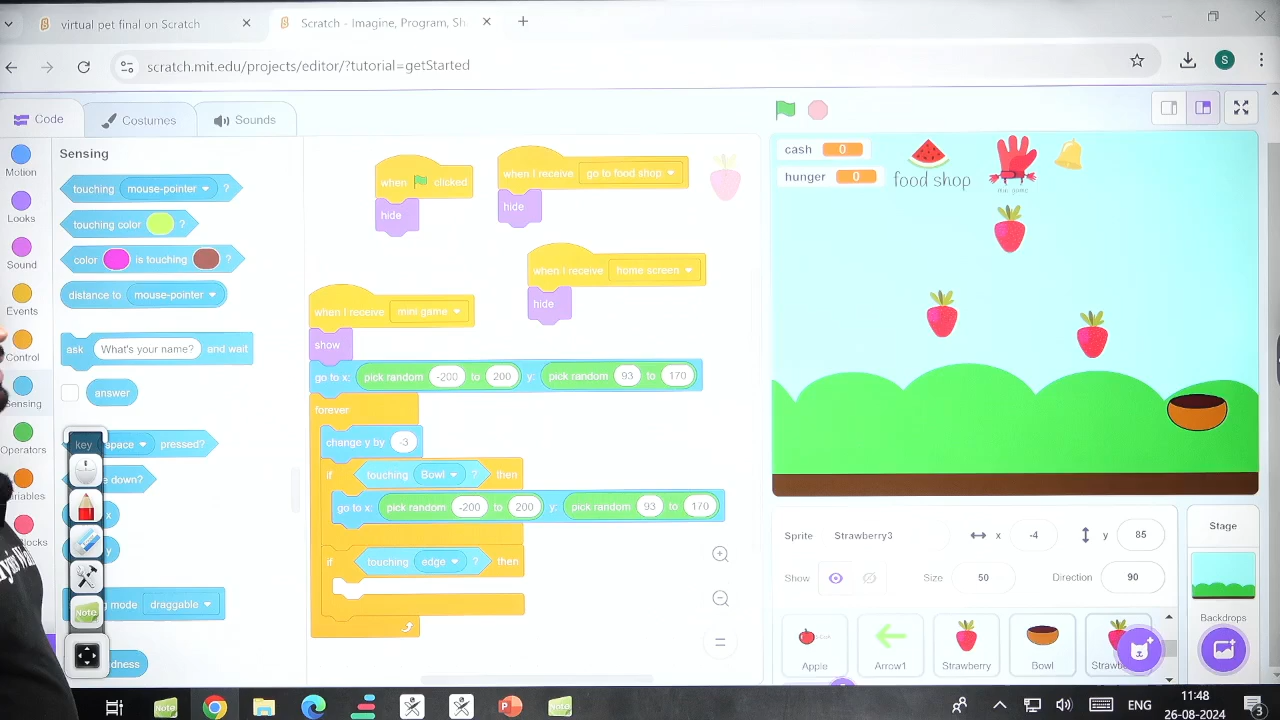 virtual pet final on Scratch
Scratch - Imagine, Program, Sh
scratch.mit.edu/projects/editor/?tutorial=getStarted
S
Code
Costumes
Sounds
Motion
Looks
Sound
Events
Control
Sensing
Operators
Sensing
touching mouse-pointer ?
touching color ?
color is touching ?
distance to mouse-pointer
ask What's your name? and wait
answer
key space pressed?
down?
x
y
mode draggable
when clicked
hide
when I receive go to food shop
hide
when I receive home screen
hide
when I receive mini game
show
go to x: pick random -200 to 200 y: pick random 93 to 170
forever
change y by -3
if touching Bowl ? then
go to x: pick random -200 to 200 y: pick random 93 to 170
if touching edge ? then
cash 0
hunger 0
food shop
mini game
Sprite Strawberry3 x -4 y 85
Show Size 50 Direction 90
Apple
Arrow1
Strawberry
Bowl
Stage
Backdrops
Note
Note
Note
ENG
11:48
26-08-2024
3